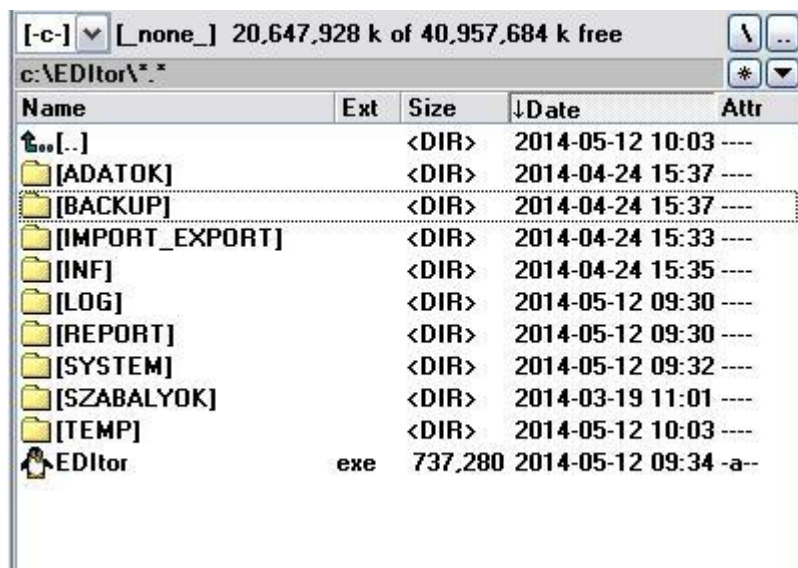 [-c-] [_none_] 20,647,928 k of 40,957,684 k free \ ..
c:\EDItor\*.* *
Name Ext Size ↓Date Attr
[..] <DIR> 2014-05-12 10:03 ----
[ADATOK] <DIR> 2014-04-24 15:37 ----
[BACKUP] <DIR> 2014-04-24 15:37 ----
[IMPORT_EXPORT] <DIR> 2014-04-24 15:33 ----
[INF] <DIR> 2014-04-24 15:35 ----
[LOG] <DIR> 2014-05-12 09:30 ----
[REPORT] <DIR> 2014-05-12 09:30 ----
[SYSTEM] <DIR> 2014-05-12 09:32 ----
[SZABALYOK] <DIR> 2014-03-19 11:01 ----
[TEMP] <DIR> 2014-05-12 10:03 ----
EDItor exe 737,280 2014-05-12 09:34 -a--